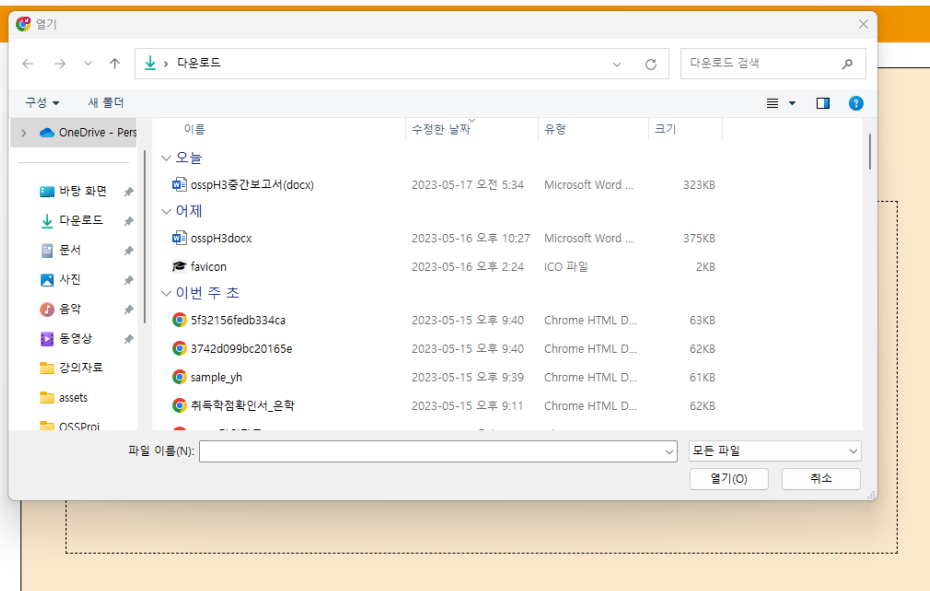 열기
다운로드
다운로드 검색
구성
새 폴더
OneDrive - Pers
이름 수정한 날짜 유형 크기
오늘
osspH3중간보고서(docx) 2023-05-17 오전 5:34 Microsoft Word ... 323KB
어제
osspH3docx 2023-05-16 오후 10:27 Microsoft Word ... 375KB
favicon 2023-05-16 오후 2:24 ICO 파일 2KB
이번 주 초
5f32156fedb334ca 2023-05-15 오후 9:40 Chrome HTML D... 63KB
3742d099bc20165e 2023-05-15 오후 9:40 Chrome HTML D... 62KB
sample_yh 2023-05-15 오후 9:39 Chrome HTML D... 61KB
취득학점확인서_은학 2023-05-15 오후 9:11 Chrome HTML D... 62KB
바탕 화면
다운로드
문서
사진
음악
동영상
강의자료
assets
OSSProj
파일 이름(N):
모든 파일
열기(O)
취소